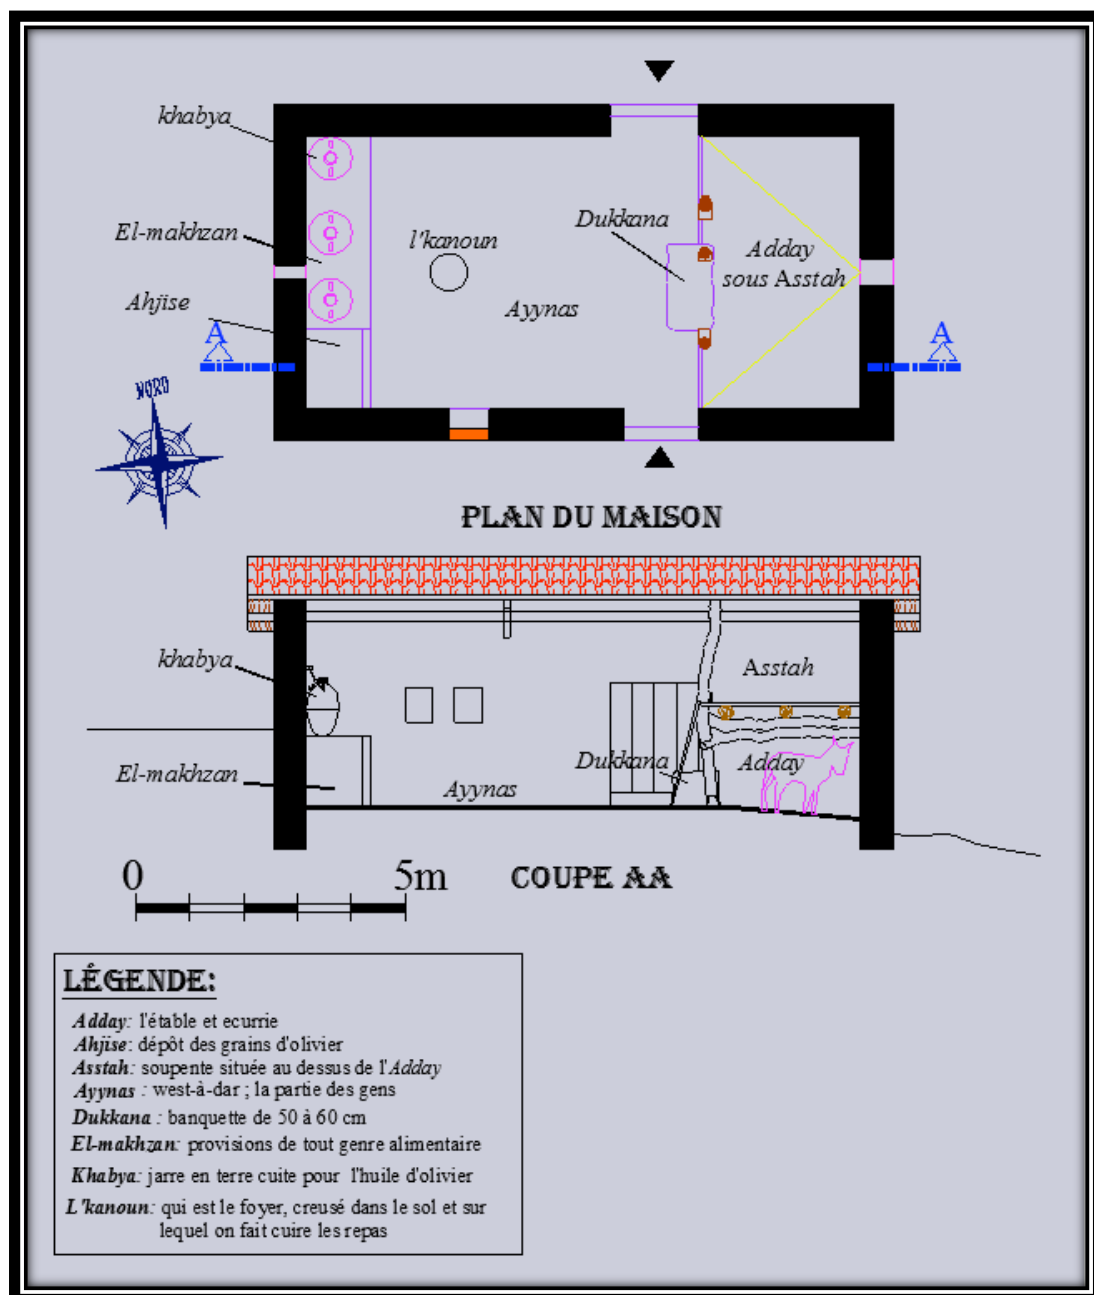 khabya
El-makhzan
Ahjise
l'kanoun
Ayynas
Dukkana
Adday
sous Asstah
A
A
NORD
PLAN DU MAISON
khabya
El-makhzan
Ayynas
Dukkana
Asstah
Adday
0
5m
COUPE AA
LÉGENDE:
Adday: l'étable et ecurrie
Ahjise: dépôt des grains d'olivier
Asstah: soupente située au dessus de l'Adday
Ayynas : west-à-dar ; la partie des gens
Dukkana : banquette de 50 à 60 cm
El-makhzan: provisions de tout genre alimentaire
Khabya: jarre en terre cuite pour l'huile d'olivier
L'kanoun: qui est le foyer, creusé dans le sol et sur
lequel on fait cuire les repas